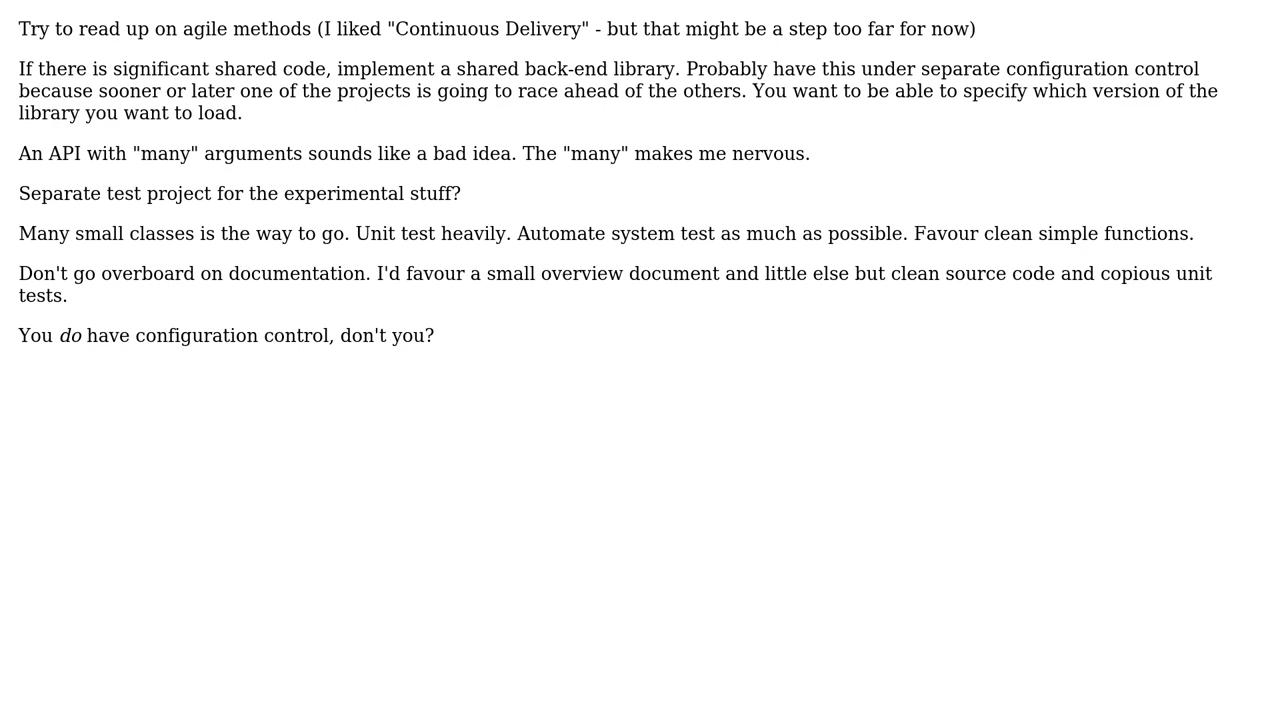 Try to read up on agile methods (I liked "Continuous Delivery" - but that might be a step too far for now)
If there is significant shared code, implement a shared back-end library. Probably have this under separate configuration control
because sooner or later one of the projects is going to race ahead of the others. You want to be able to specify which version of the
library you want to load.
An API with "many" arguments sounds like a bad idea. The "many" makes me nervous.
Separate test project for the experimental stuff?
Many small classes is the way to go. Unit test heavily. Automate system test as much as possible. Favour clean simple functions.
Don't go overboard on documentation. I'd favour a small overview document and little else but clean source code and copious unit
tests.
You do have configuration control, don't you?